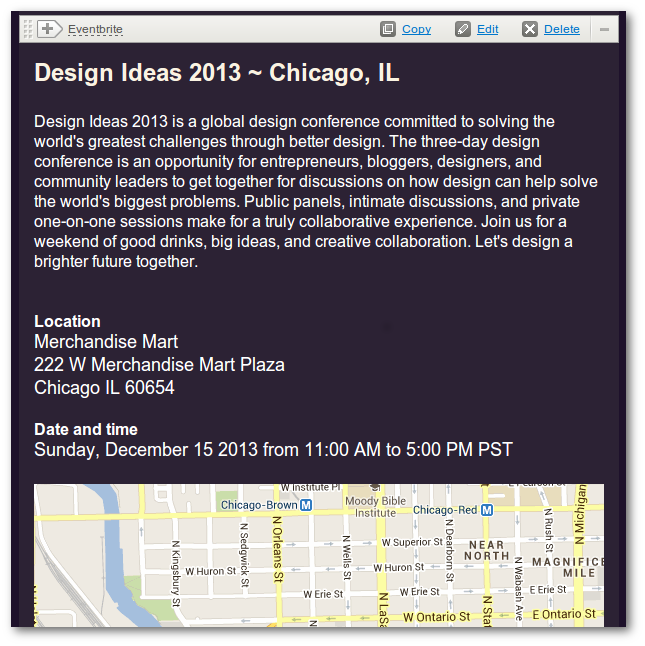 Eventbrite
Copy
Edit
Delete
Design Ideas 2013 ~ Chicago, IL
Design Ideas 2013 is a global design conference committed to solving the
world's greatest challenges through better design. The three-day design
conference is an opportunity for entrepreneurs, bloggers, designers, and
community leaders to get together for discussions on how design can help solve
the world's biggest problems. Public panels, intimate discussions, and private
one-on-one sessions make for a truly collaborative experience. Join us for a
weekend of good drinks, big ideas, and creative collaboration. Let's design a
brighter future together.
Location
Merchandise Mart
222 W Merchandise Mart Plaza
Chicago IL 60654
Date and time
Sunday, December 15 2013 from 11:00 AM to 5:00 PM PST
W Institute Pl
E Pearson St
Chicago-Brown M
Moody Bible
Institute
Chicago-Red M
N Michigan
N Orleans St
N Sedgwick St
N Kingsbury St
N Wells St
N Dearborn St
N Rush St
W Superior St
NEAR
NORTH
MAGNIFICE
MILE
W Huron St
W Huron St
N Wabash Ave
W Erie St
W Erie St
E Erie St
N LaSa
N Stat
W Ontario St
E Ontario St